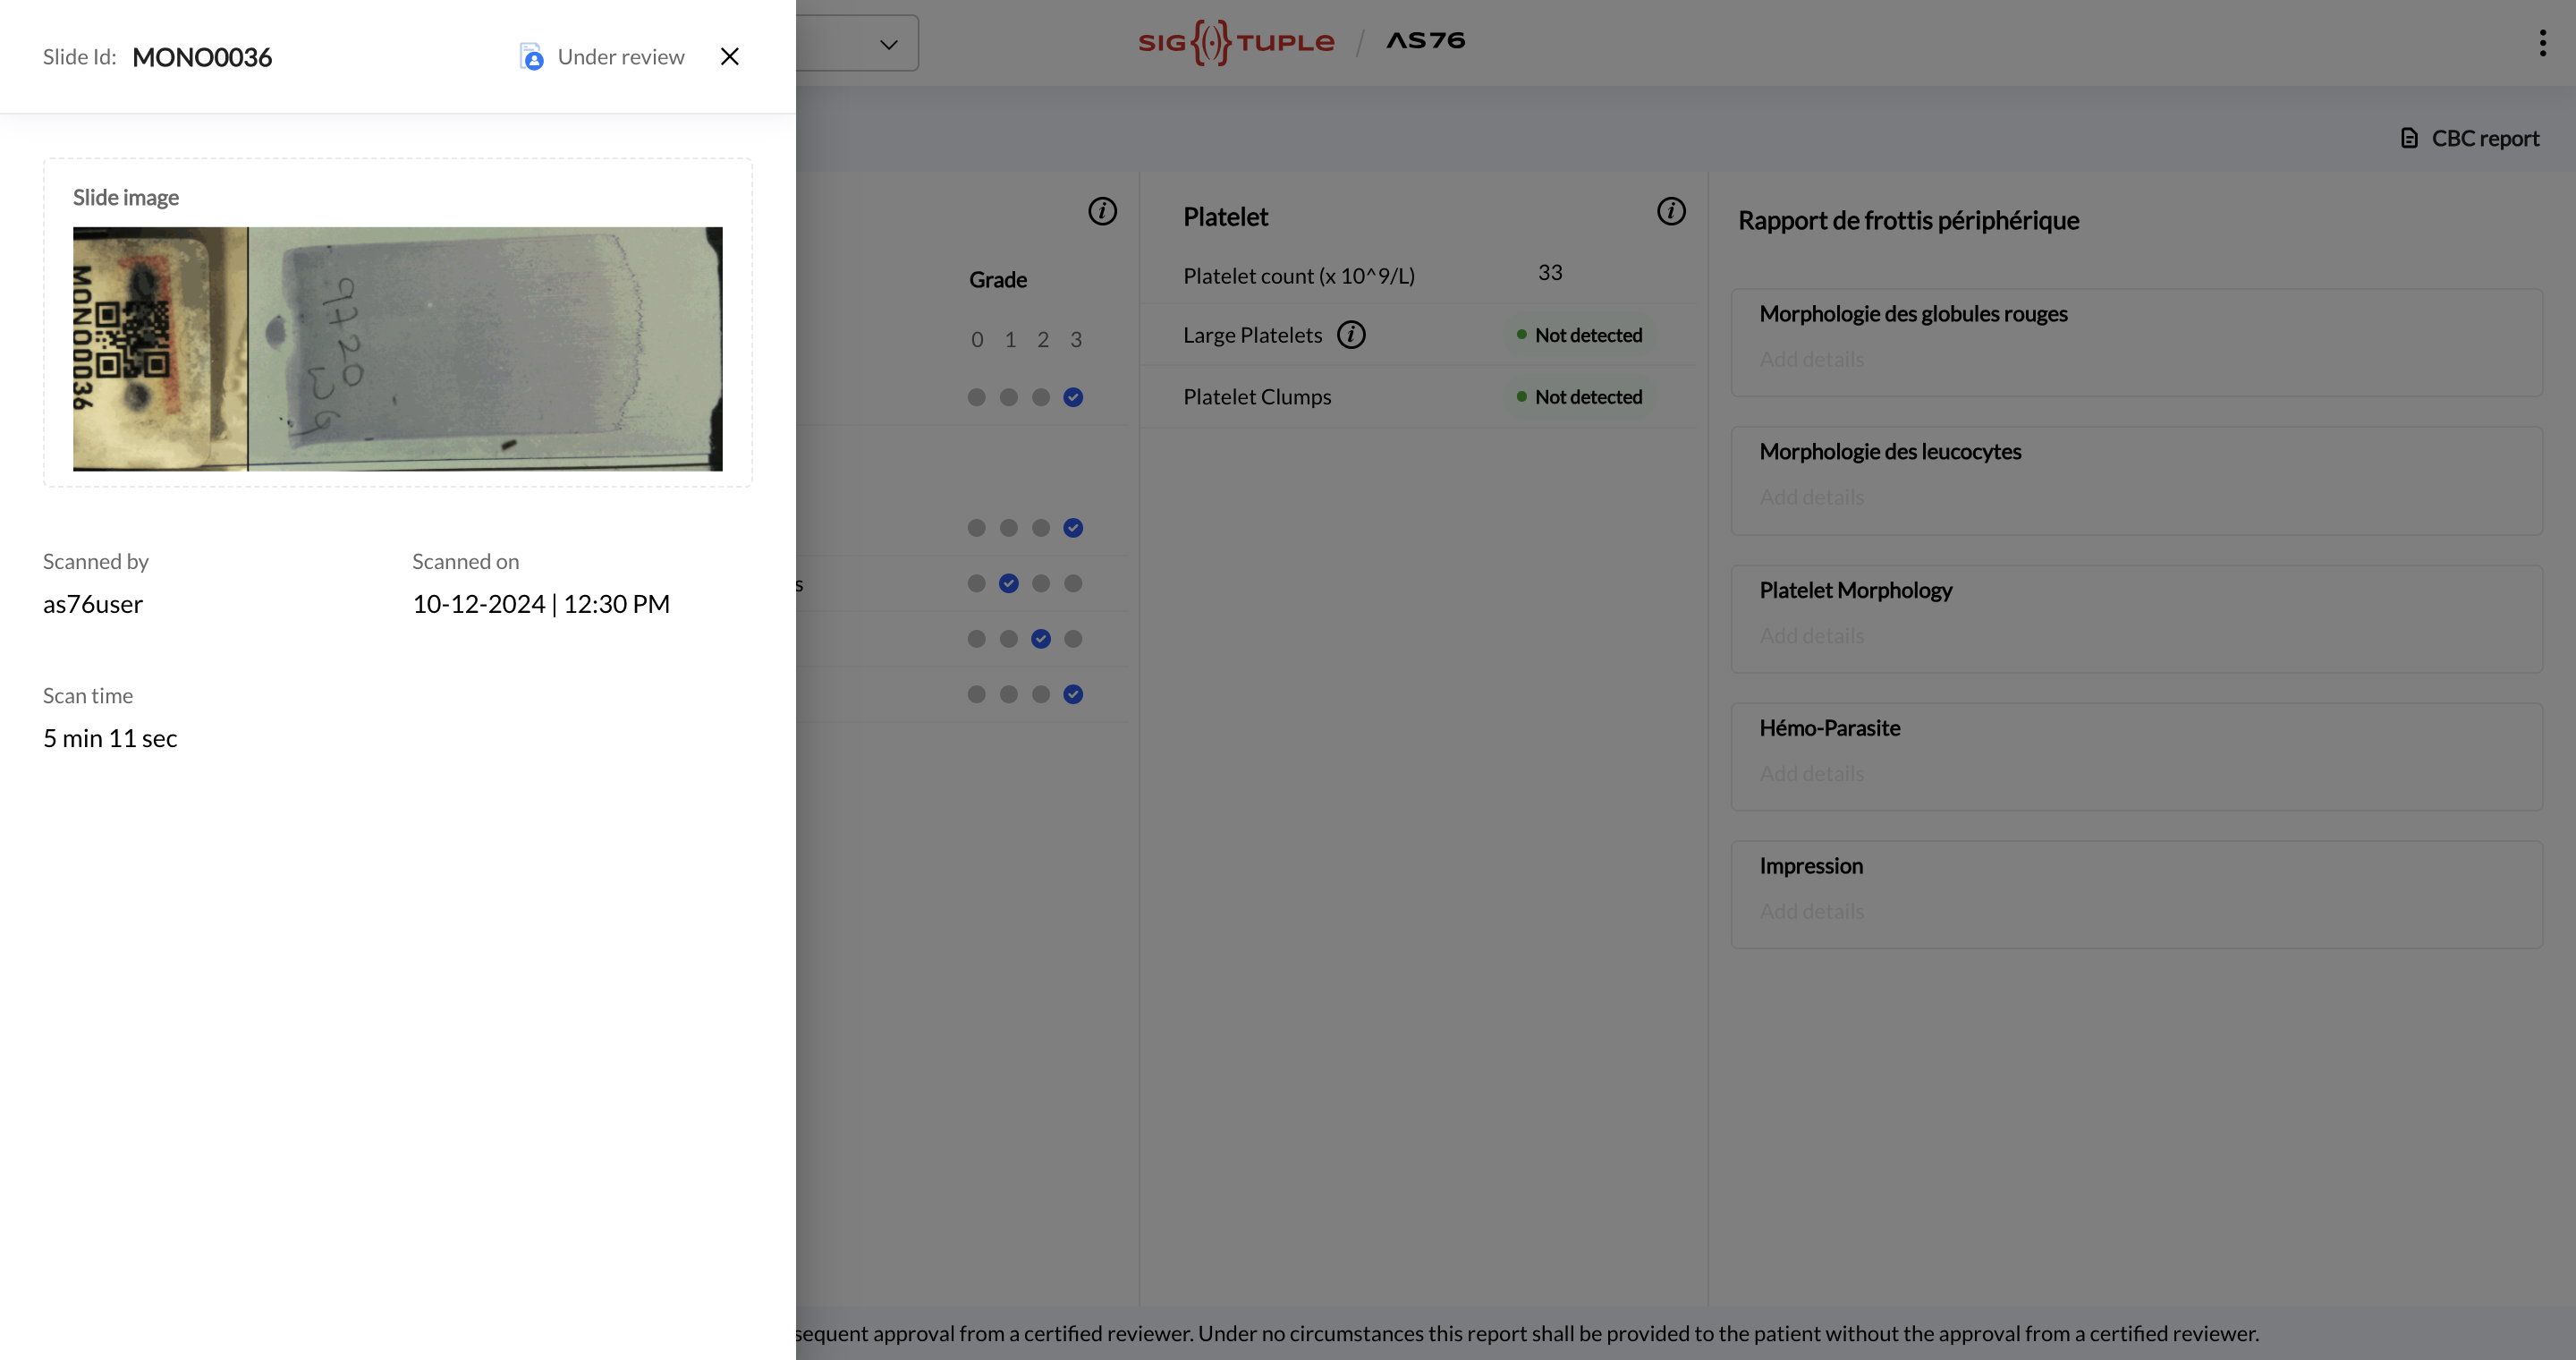 Slide Id: MONO0036
Under review
Slide image
MONO0036
9720
36
Scanned by
as76user
Scanned on
10-12-2024 | 12:30 PM
Scan time
5 min 11 sec
SIG{(·)}TUPLE / AS76
CBC report
Grade
0 1 2 3
s
Platelet
Platelet count (x 10^9/L) 33
Large Platelets i Not detected
Platelet Clumps Not detected
Rapport de frottis périphérique
Morphologie des globules rouges
Add details
Morphologie des leucocytes
Add details
Platelet Morphology
Add details
Hémo-Parasite
Add details
Impression
Add details
sequent approval from a certified reviewer. Under no circumstances this report shall be provided to the patient without the approval from a certified reviewer.